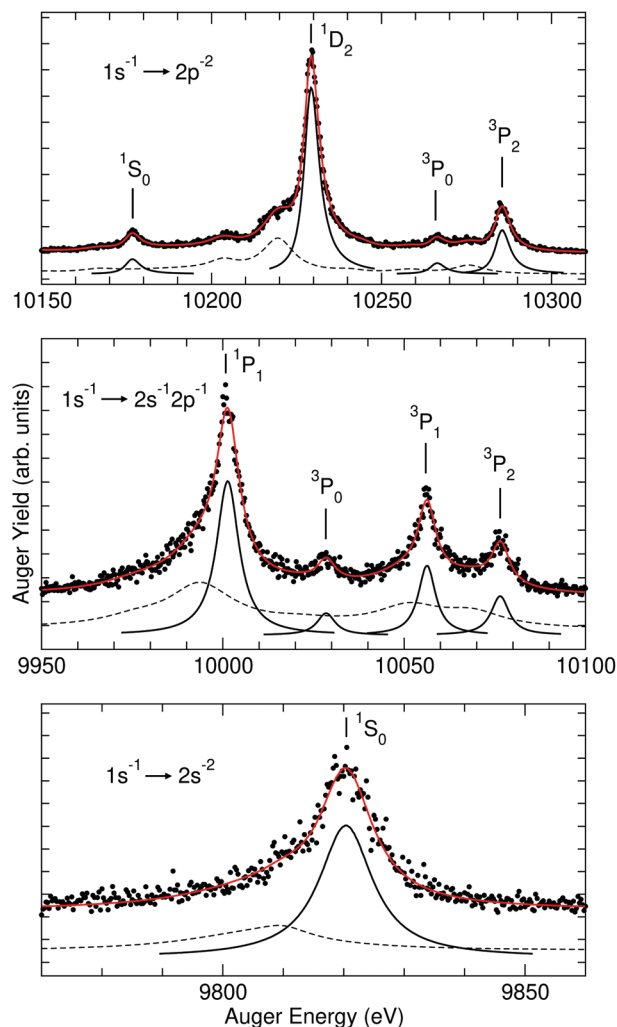 ¹D₂
1s⁻¹ → 2p⁻²
¹S₀
³P₀
³P₂
10150 10200 10250 10300
¹P₁
1s⁻¹ → 2s⁻¹2p⁻¹
³P₁
³P₀
³P₂
Auger Yield (arb. units)
9950 10000 10050 10100
¹S₀
1s⁻¹ → 2s⁻²
9800 9850
Auger Energy (eV)